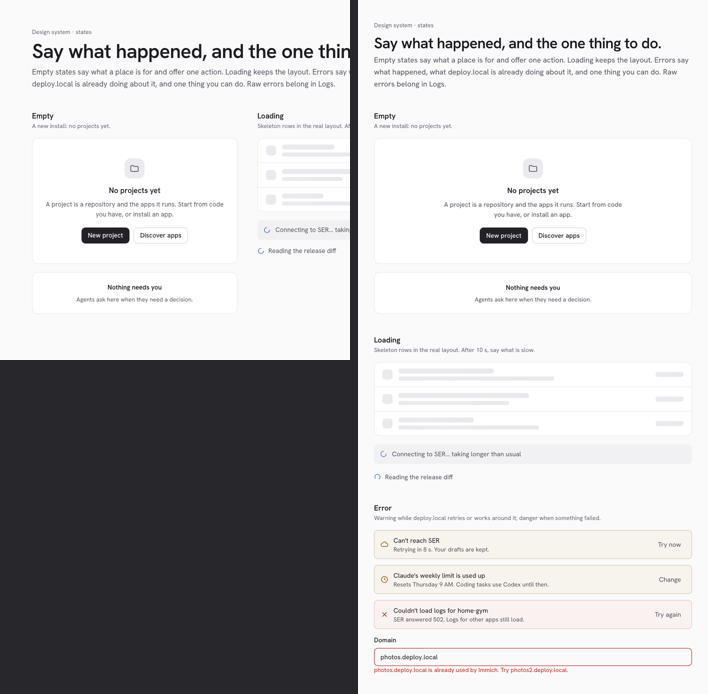 Design system · states
Say what happened, and the one thin
Empty states say what a place is for and offer one action. Loading keeps the layout. Errors say
deploy.local is already doing about it, and one thing you can do. Raw errors belong in Logs.
Empty
A new install: no projects yet.
No projects yet
A project is a repository and the apps it runs. Start from code
you have, or install an app.
New project
Discover apps
Nothing needs you
Agents ask here when they need a decision.
Loading
Skeleton rows in the real layout.
Connecting to SER… takin
Reading the release diff
Design system · states
Say what happened, and the one thing to do.
Empty states say what a place is for and offer one action. Loading keeps the layout. Errors say
what happened, what deploy.local is already doing about it, and one thing you can do. Raw
errors belong in Logs.
Empty
A new install: no projects yet.
No projects yet
A project is a repository and the apps it runs. Start from code
you have, or install an app.
New project
Discover apps
Nothing needs you
Agents ask here when they need a decision.
Loading
Skeleton rows in the real layout. After 10 s, say what is slow.
Connecting to SER… taking longer than usual
Reading the release diff
Error
Warning while deploy.local retries or works around it; danger when something failed.
Can't reach SER
Retrying in 8 s. Your drafts are kept.
Try now
Claude's weekly limit is used up
Resets Thursday 9 AM. Coding tasks use Codex until then.
Change
Couldn't load logs for home-gym
SER answered 502. Logs for other apps still load.
Try again
Domain
photos.deploy.local
photos.deploy.local is already used by Immich. Try photos2.deploy.local.